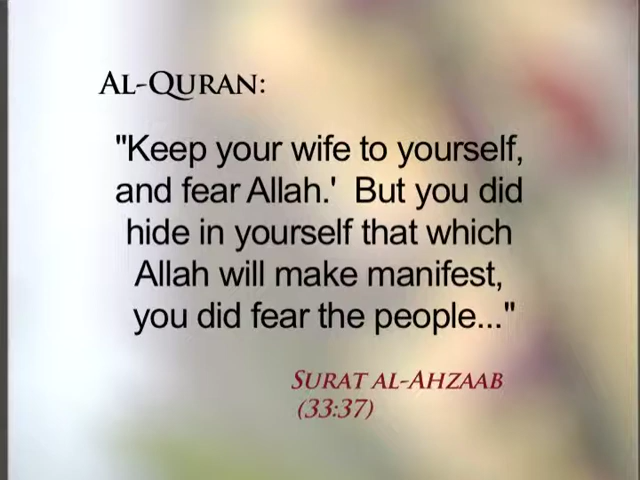 AL-QURAN:
"Keep your wife to yourself,
and fear Allah.' But you did
hide in yourself that which
Allah will make manifest,
you did fear the people..."
SURAT AL-AHZAAB
(33:37)